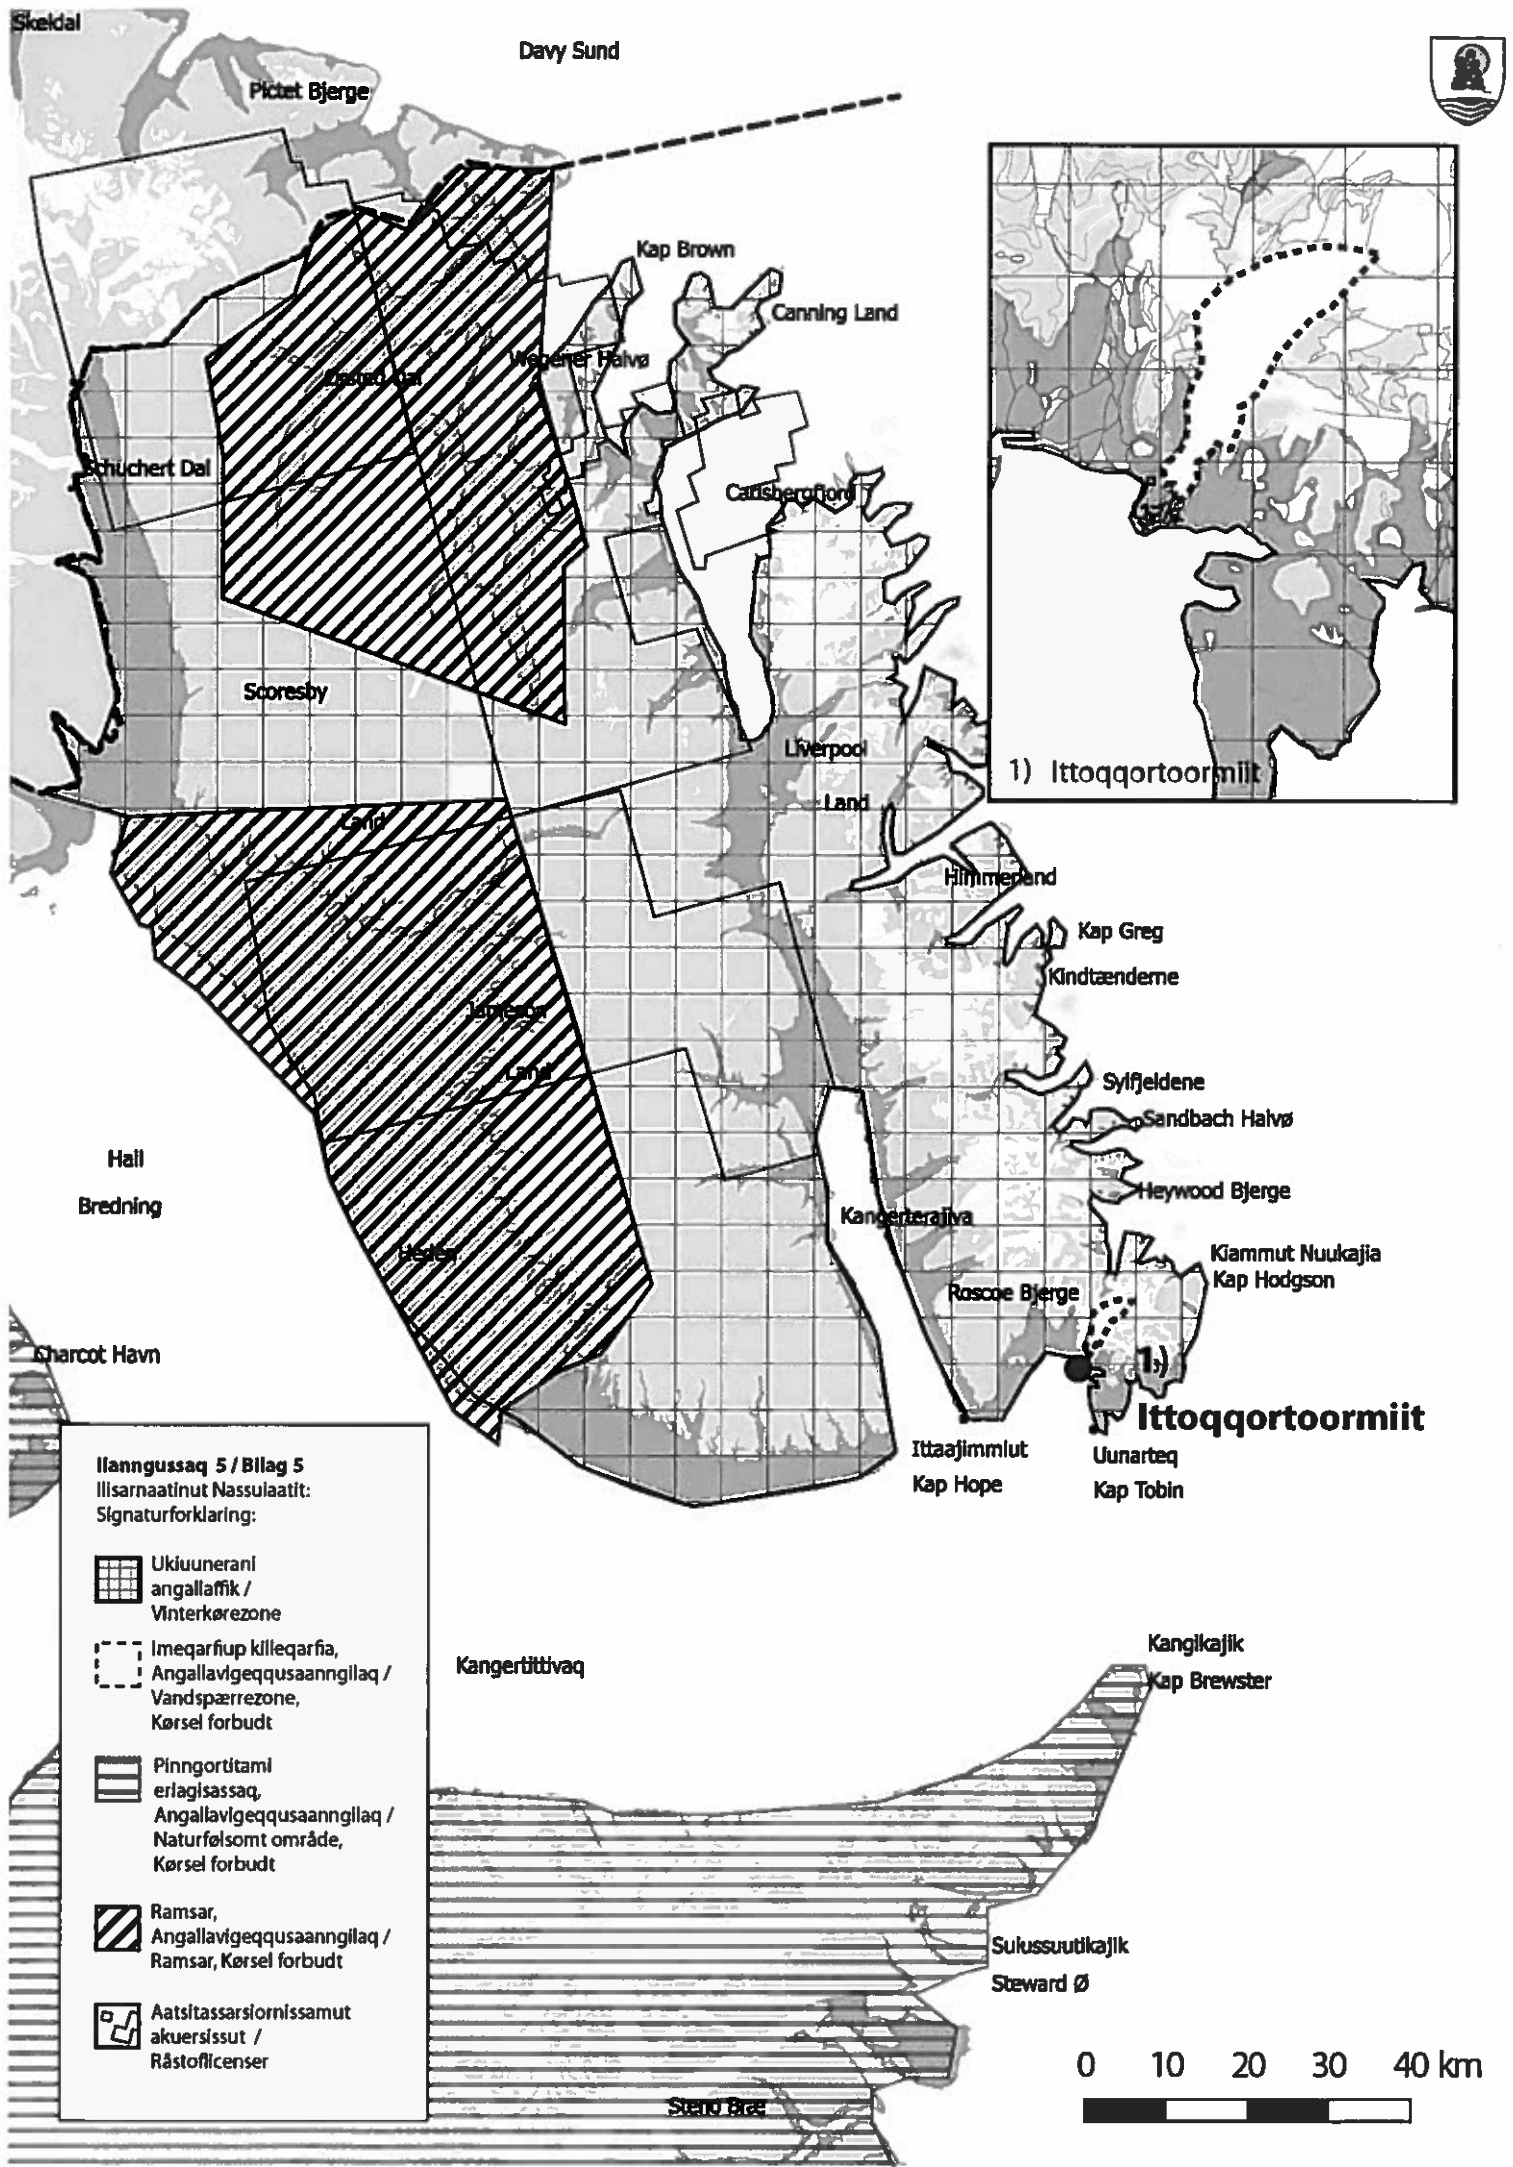 Skeldal
Davy Sund
Pictet Bjerge
Kap Brown
Canning Land
Wegener Halvø
Schuchert Dal
Carlsbergfjord
Scoresby
Liverpool
Land
1) Ittoqqortoormiit
Land
Himmerland
Kap Greg
Kindtænderne
Jameson
Land
Sylfjeldene
Sandbach Halvø
Hall
Bredning
Heywood Bjerge
Kangerterajiva
Heden
Kiammut Nuukajia
Kap Hodgson
Roscoe Bjerge
Charcot Havn
1)
Ittoqqortoormiit
Ittaajimmiut
Kap Hope
Uunarteq
Kap Tobin
Ilanngussaq 5 / Bilag 5
Ilisarnaatinut Nassulaatit:
Signaturforklaring:
Ukiuunerani
angallaffik /
Vinterkørezone
Imeqarfiup killeqarfia,
Angallavigeqqusaanngilaq /
Vandspærrezone,
Kørsel forbudt
Pinngortitami
eriagisassaq,
Angallavigeqqusaanngilaq /
Naturfølsomt område,
Kørsel forbudt
Ramsar,
Angallavigeqqusaanngilaq /
Ramsar, Kørsel forbudt
Aatsitassarsiornissamut
akuersissut /
Råstoflicenser
Kangertittivaq
Kangikajik
Kap Brewster
Sulussuutikajik
Steward Ø
Steno Bræ
0 10 20 30 40 km